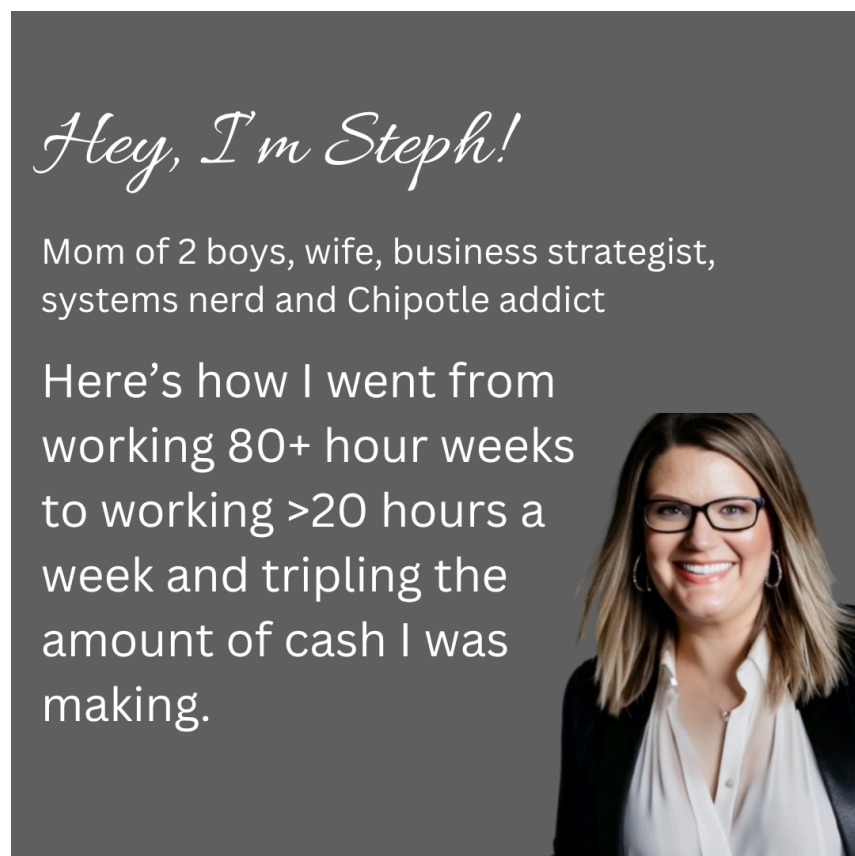 Hey, I'm Steph!
Mom of 2 boys, wife, business strategist,
systems nerd and Chipotle addict
Here’s how I went from
working 80+ hour weeks
to working >20 hours a
week and tripling the
amount of cash I was
making.